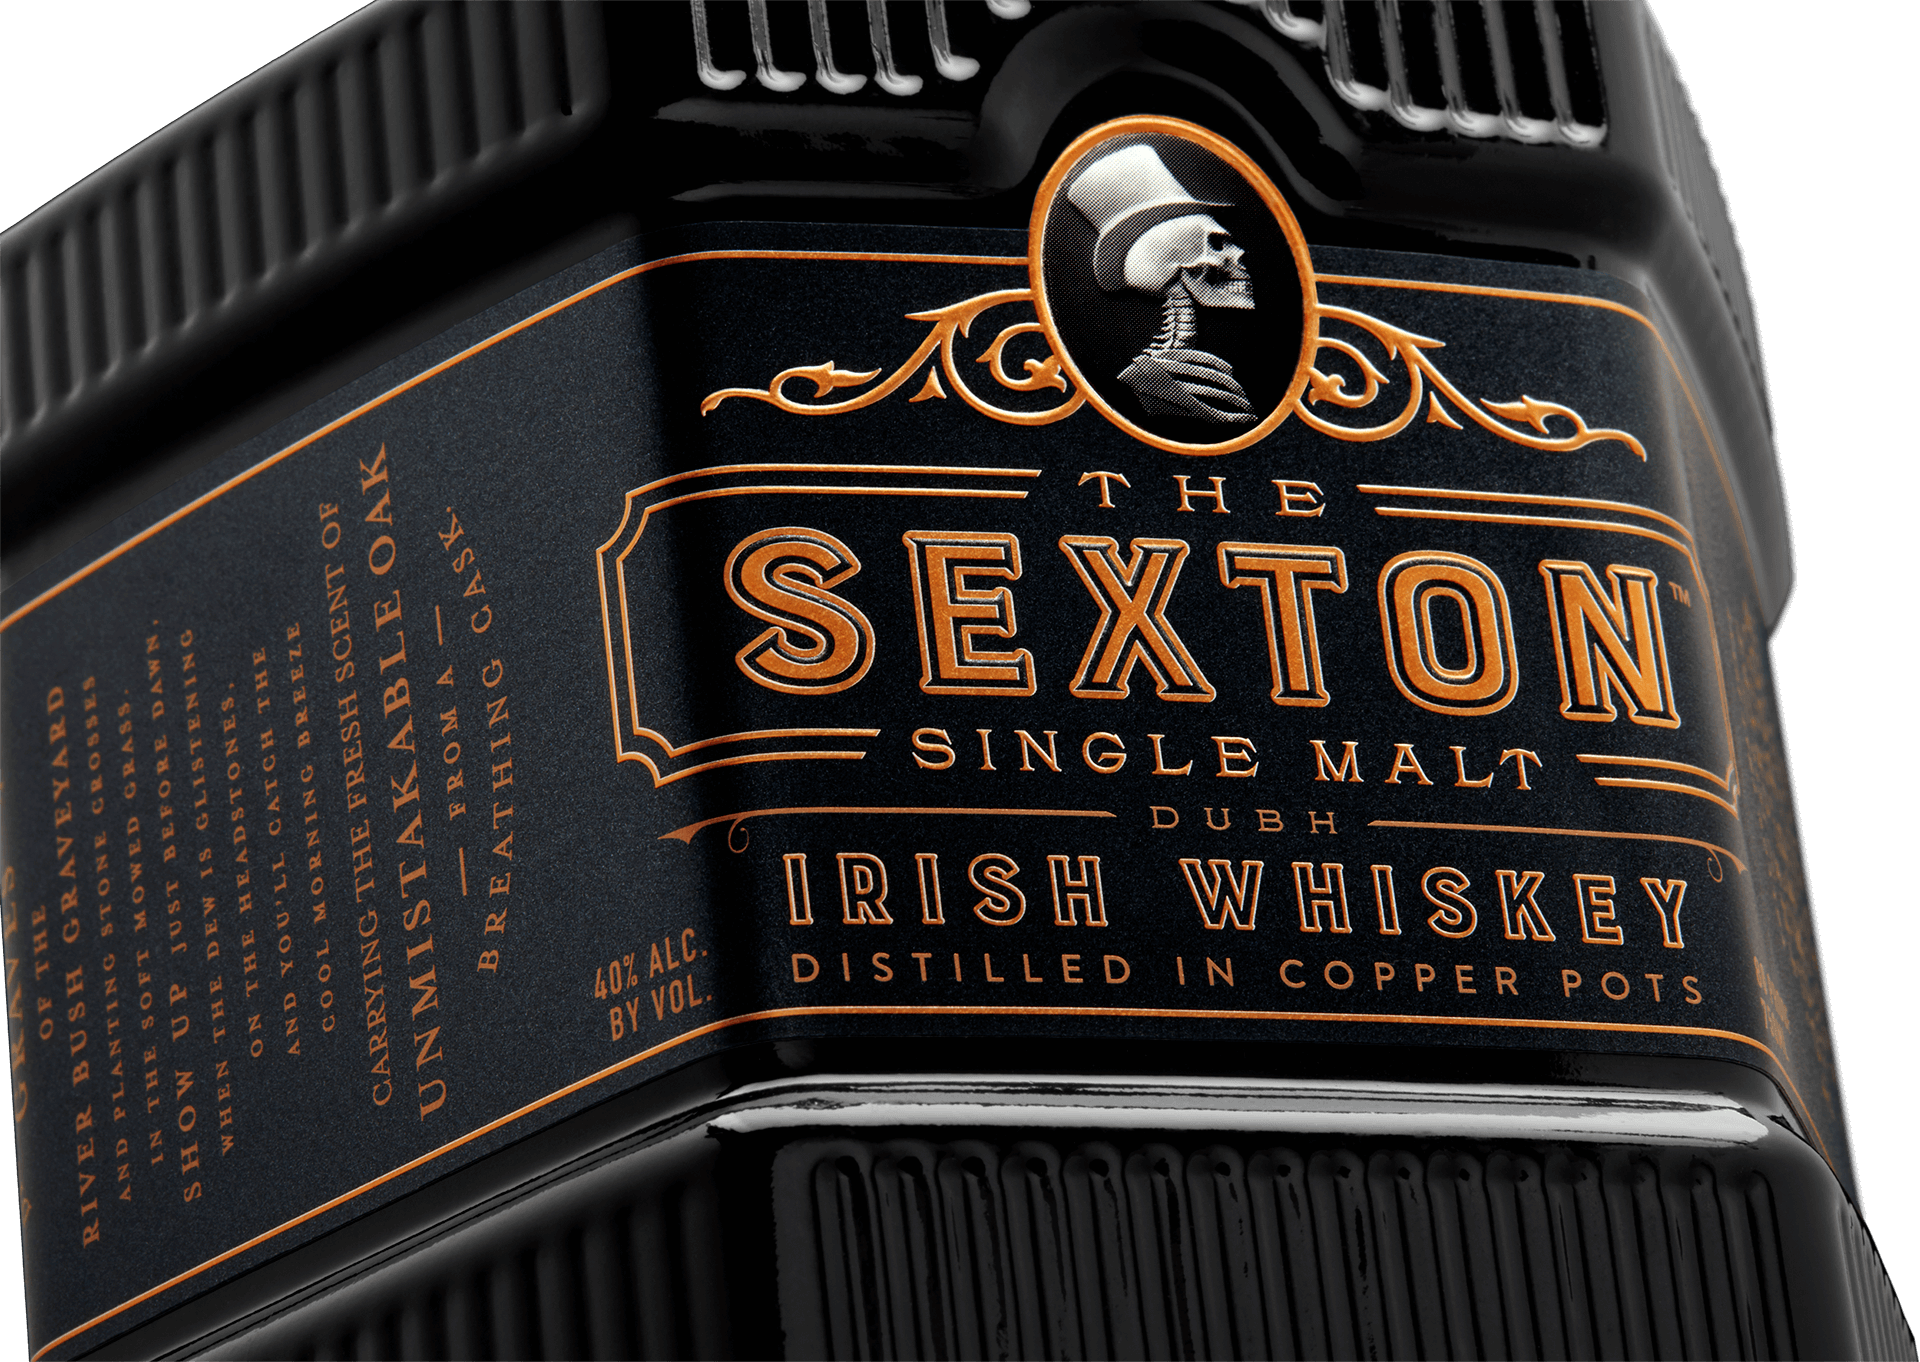 GRAVES
OF THE
RIVER BUSH GRAVEYARD
AND PLANTING STONE CROSSES
IN THE SOFT MOWED GRASS.
SHOW UP JUST BEFORE DAWN,
WHEN THE DEW IS GLISTENING
ON THE HEADSTONES,
AND YOU'LL CATCH THE
COOL MORNING BREEZE
CARRYING THE FRESH SCENT OF
UNMISTAKABLE OAK
— FROM A —
BREATHING CASK.
40% ALC.
BY VOL.
THE
SEXTON™
SINGLE MALT
DUBH
IRISH WHISKEY
DISTILLED IN COPPER POTS